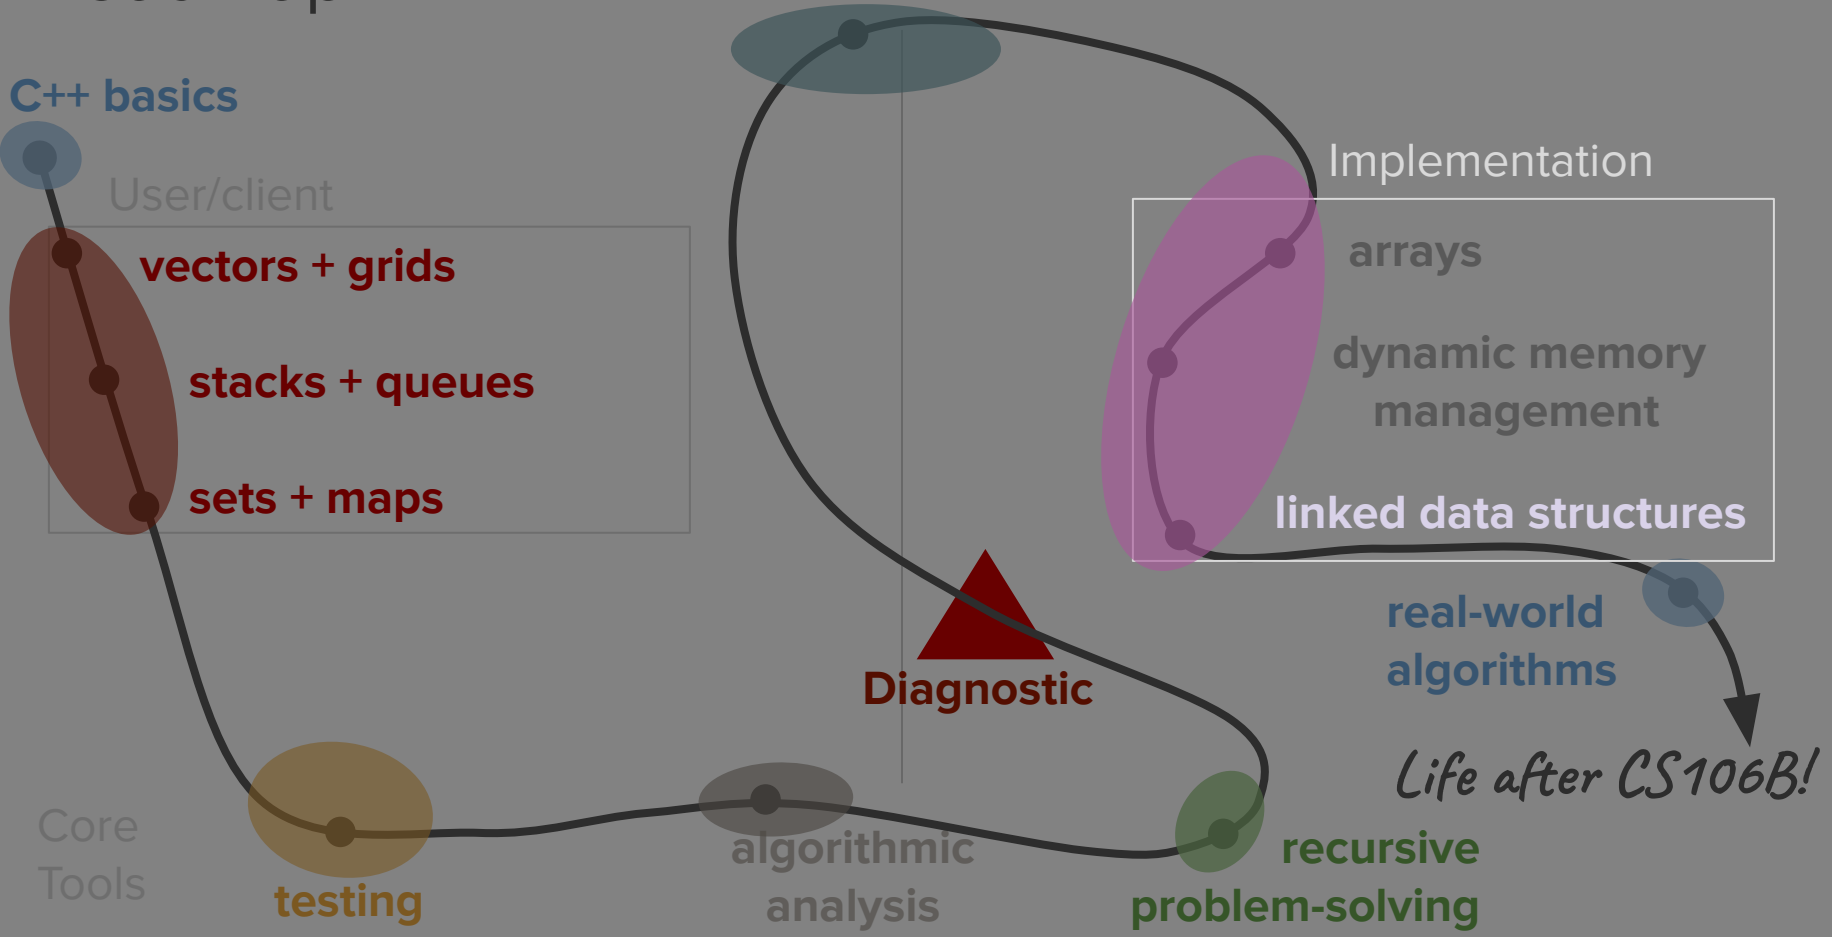 C++ basics
User/client
vectors + grids
stacks + queues
sets + maps
Core
Tools
testing
algorithmic
analysis
recursive
problem-solving
Diagnostic
Implementation
arrays
dynamic memory
management
linked data structures
real-world
algorithms
Life after CS106B!